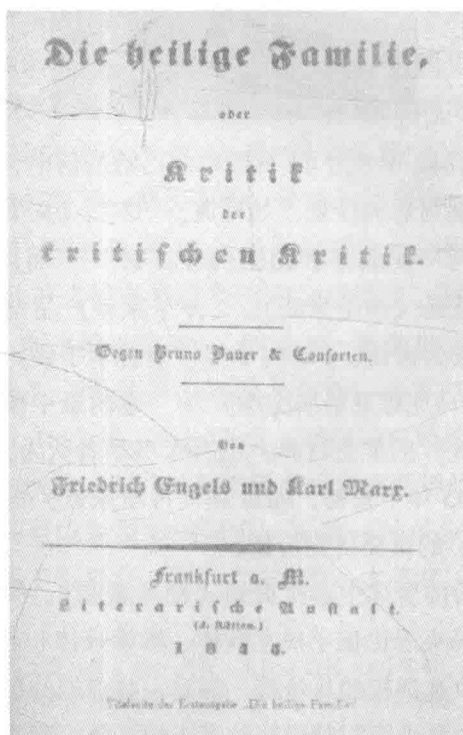 Die heilige Familie,
oder
Kritik
der
kritischen Kritik.
Gegen Bruno Bauer & Consorten.
Von
Friedrich Engels und Karl Marx.
Frankfurt a. M.
Literarische Anstalt.
(J. Rütten.)
1845.
Titelseite der Erstausgabe „Die heilige Familie“